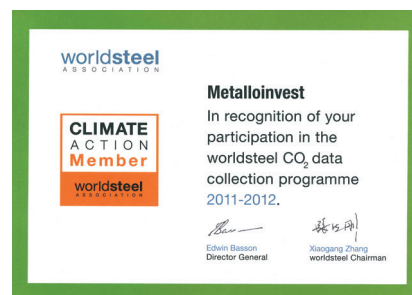 worldsteel
ASSOCIATION
CLIMATE
ACTION
Member
worldsteel
ASSOCIATION
Metalloinvest
In recognition of your
participation in the
worldsteel CO₂ data
collection programme
2011-2012.
Edwin Basson
Director General
Xiaogang Zhang
worldsteel Chairman